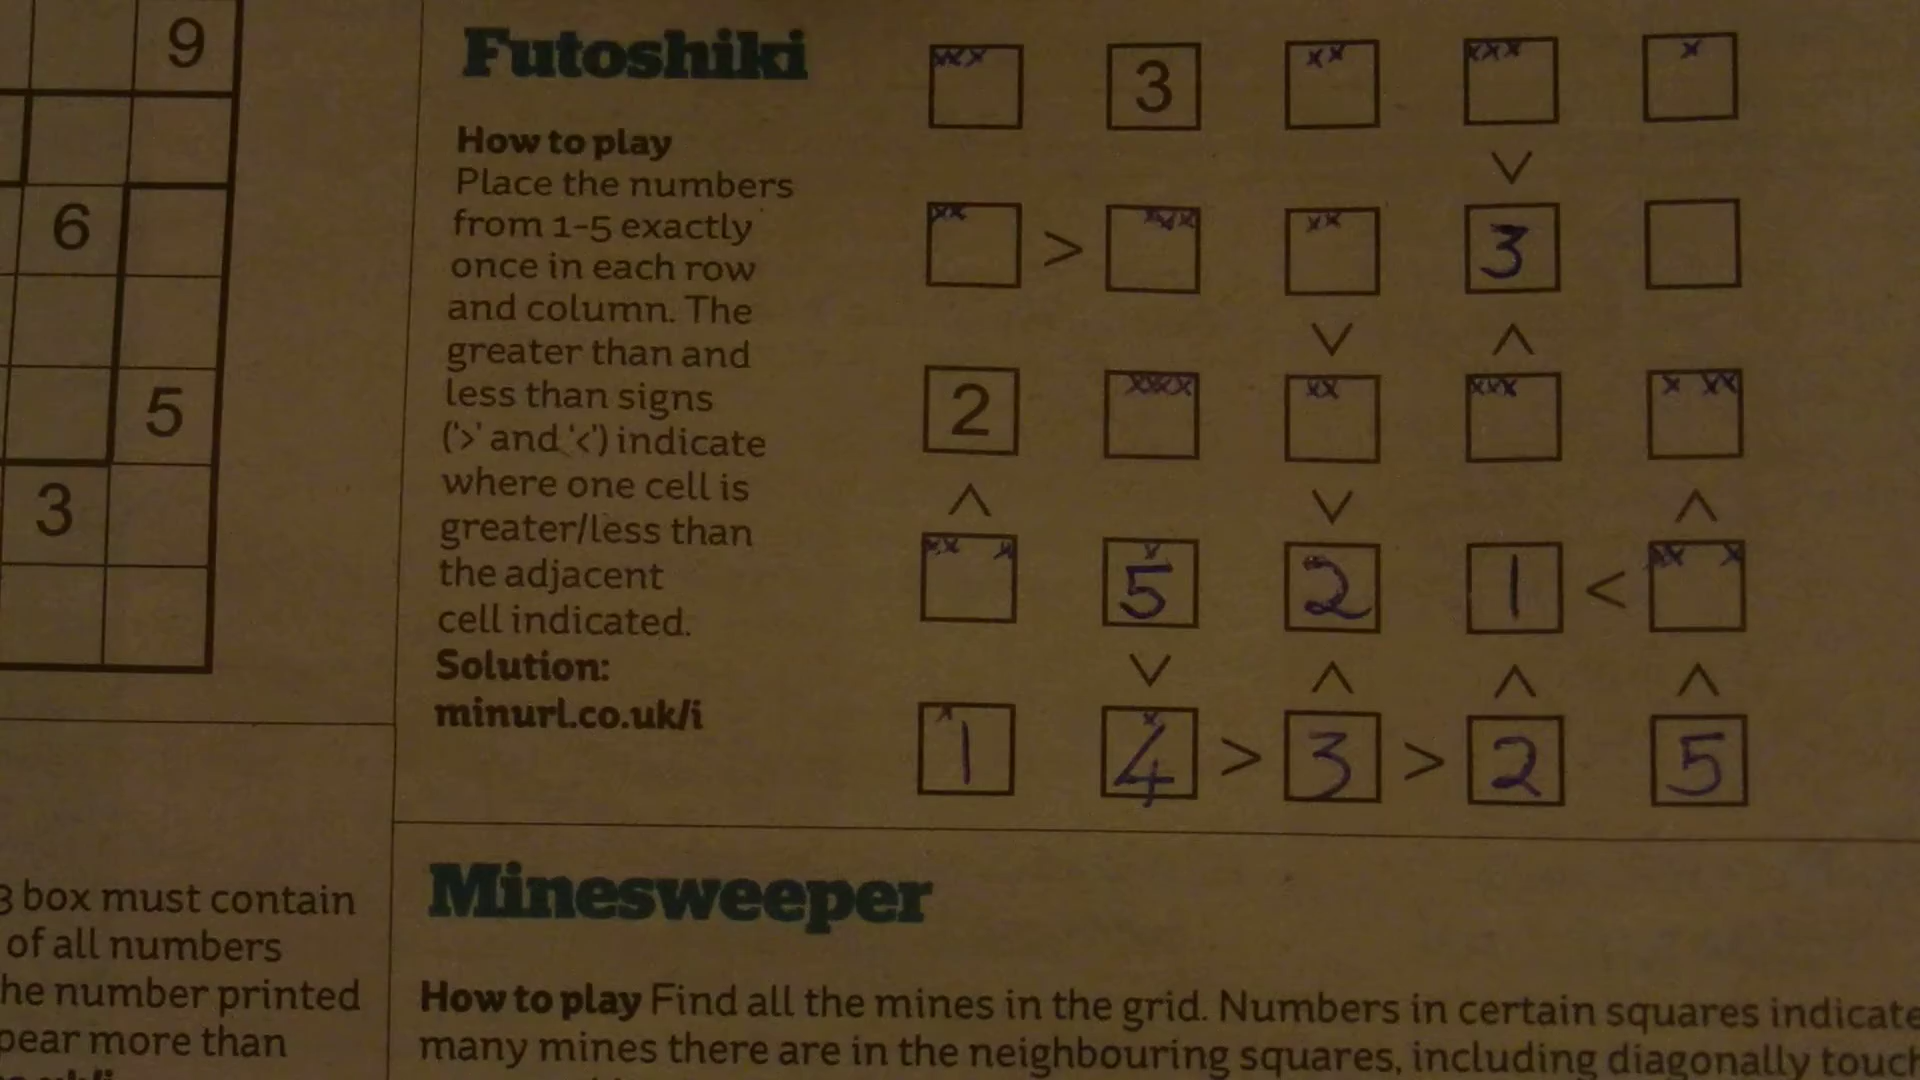 9
6
5
3
3 box must contain
of all numbers
he number printed
pear more than
Futoshiki
How to play
Place the numbers
from 1-5 exactly
once in each row
and column. The
greater than and
less than signs
('>' and '<') indicate
where one cell is
greater/less than
the adjacent
cell indicated.
Solution:
minurl.co.uk/i
3
∨
> 3
∨ ∧
2
∧ ∨ ∧
5 2 1 <
∨ ∧ ∧ ∧
1 4 > 3 > 2 5
Minesweeper
How to play Find all the mines in the grid. Numbers in certain squares indicate
many mines there are in the neighbouring squares, including diagonally touch